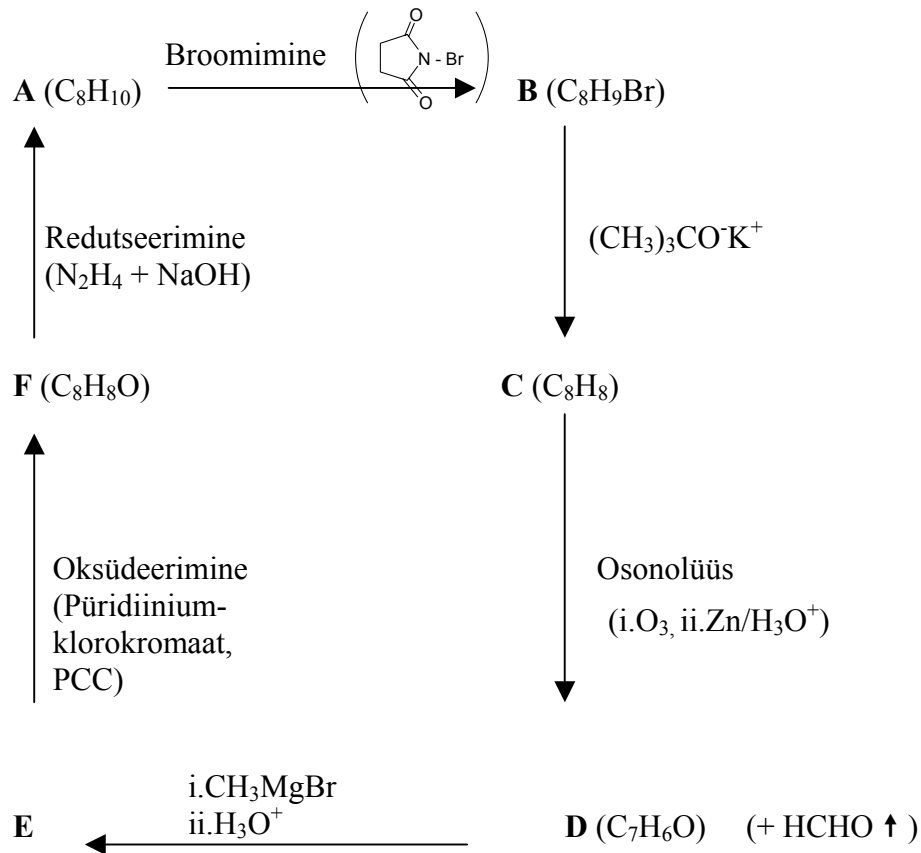 Broomimine
O
N - Br
O
A (C₈H₁₀)
B (C₈H₉Br)
Redutseerimine
(N₂H₄ + NaOH)
(CH₃)₃CO⁻K⁺
F (C₈H₈O)
C (C₈H₈)
Oksüdeerimine
(Püridiinium-
klorokromaat,
PCC)
Osonolüüs
(i.O₃, ii.Zn/H₃O⁺)
i.CH₃MgBr
ii.H₃O⁺
E
D (C₇H₆O) (+ HCHO ↑ )